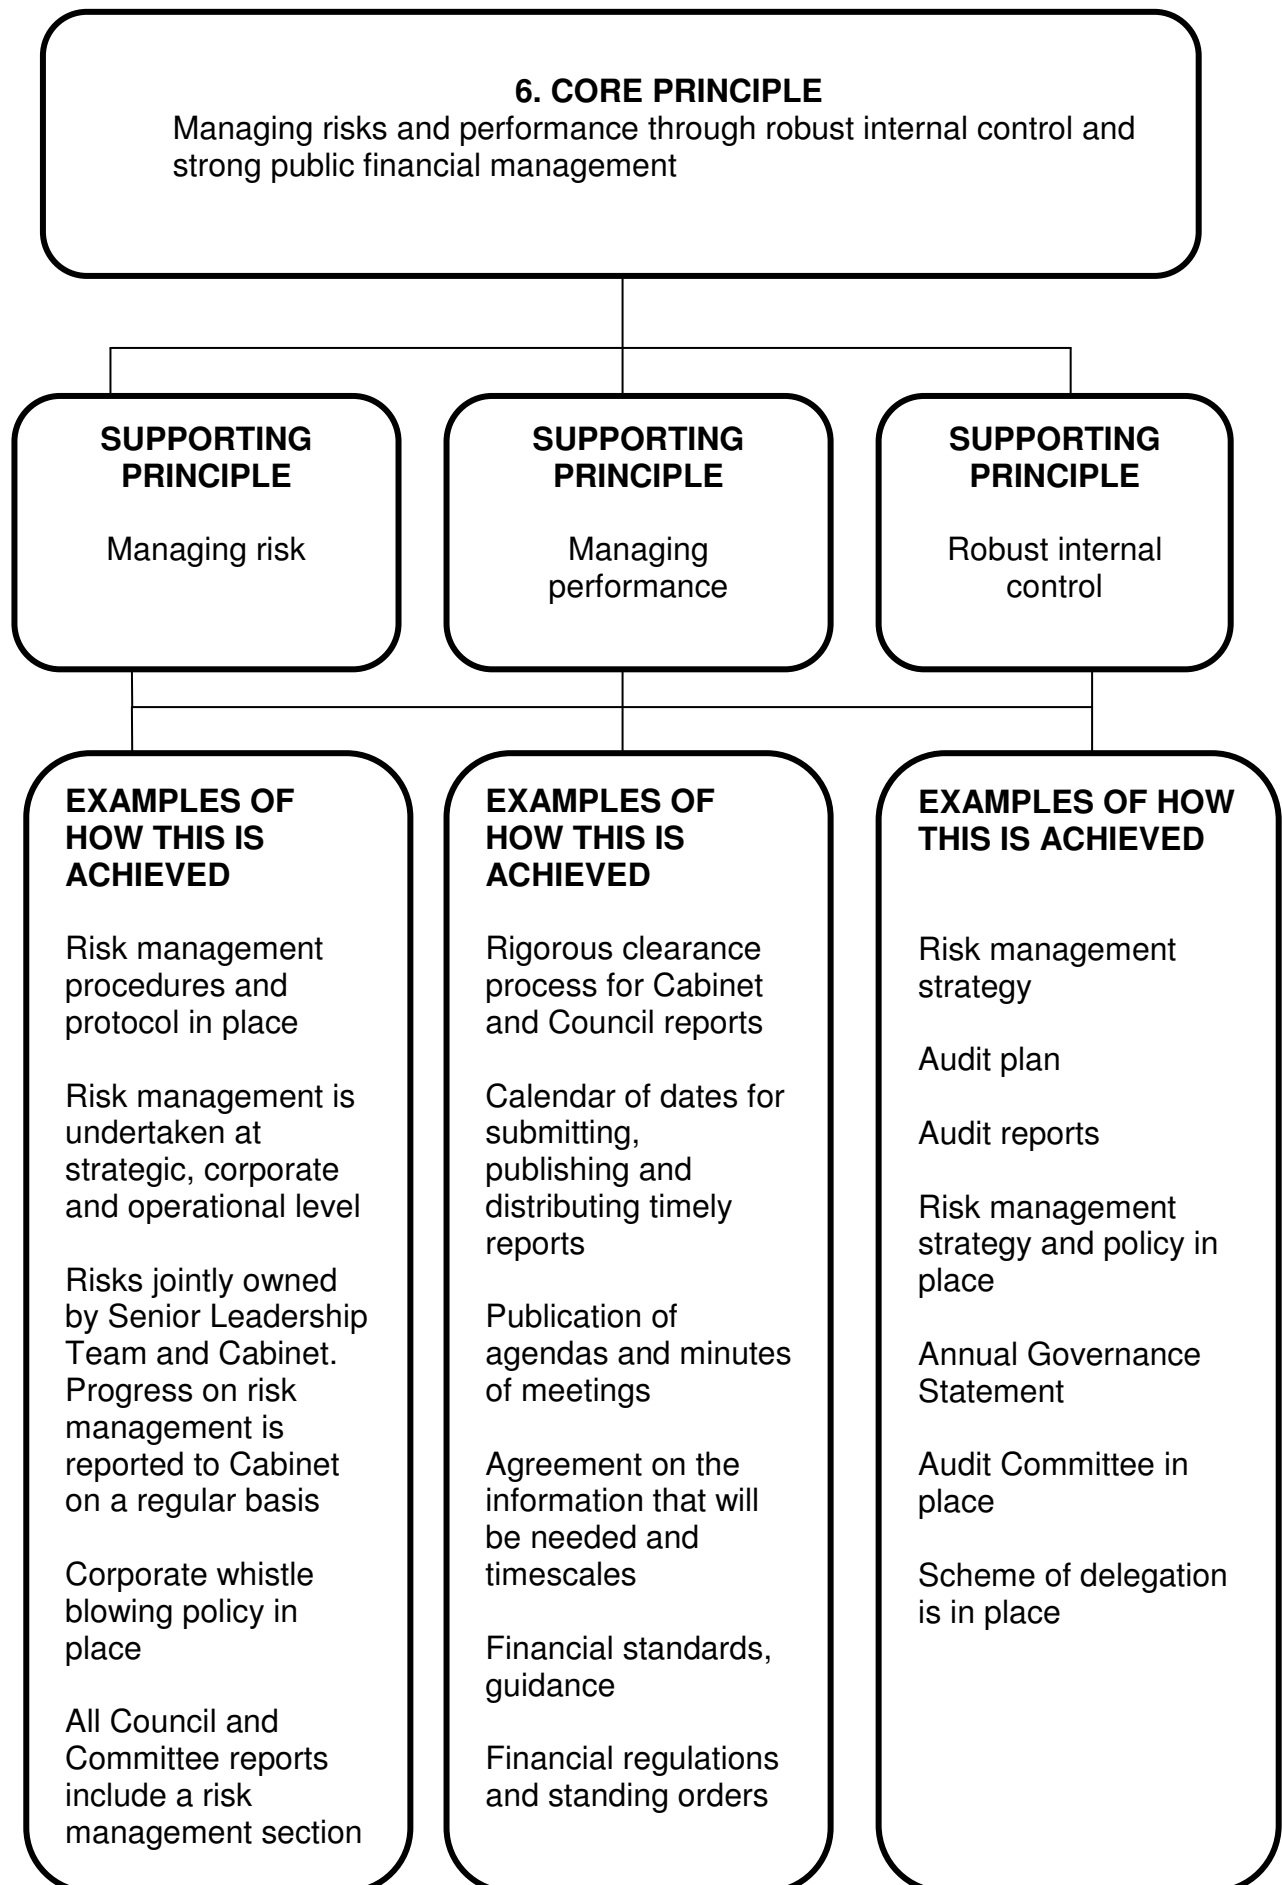 6. CORE PRINCIPLE
Managing risks and performance through robust internal control and
strong public financial management
SUPPORTING
PRINCIPLE
Managing risk
SUPPORTING
PRINCIPLE
Managing
performance
SUPPORTING
PRINCIPLE
Robust internal
control
EXAMPLES OF
HOW THIS IS
ACHIEVED
Risk management
procedures and
protocol in place
Risk management is
undertaken at
strategic, corporate
and operational level
Risks jointly owned
by Senior Leadership
Team and Cabinet.
Progress on risk
management is
reported to Cabinet
on a regular basis
Corporate whistle
blowing policy in
place
All Council and
Committee reports
include a risk
management section
EXAMPLES OF
HOW THIS IS
ACHIEVED
Rigorous clearance
process for Cabinet
and Council reports
Calendar of dates for
submitting,
publishing and
distributing timely
reports
Publication of
agendas and minutes
of meetings
Agreement on the
information that will
be needed and
timescales
Financial standards,
guidance
Financial regulations
and standing orders
EXAMPLES OF HOW
THIS IS ACHIEVED
Risk management
strategy
Audit plan
Audit reports
Risk management
strategy and policy in
place
Annual Governance
Statement
Audit Committee in
place
Scheme of delegation
is in place